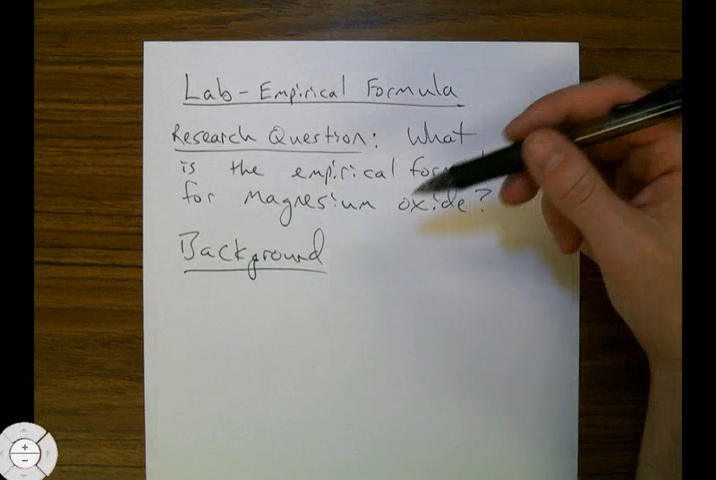 Lab - Empirical Formula
Research Question: What
is the empirical
for magnesium oxide?
Background